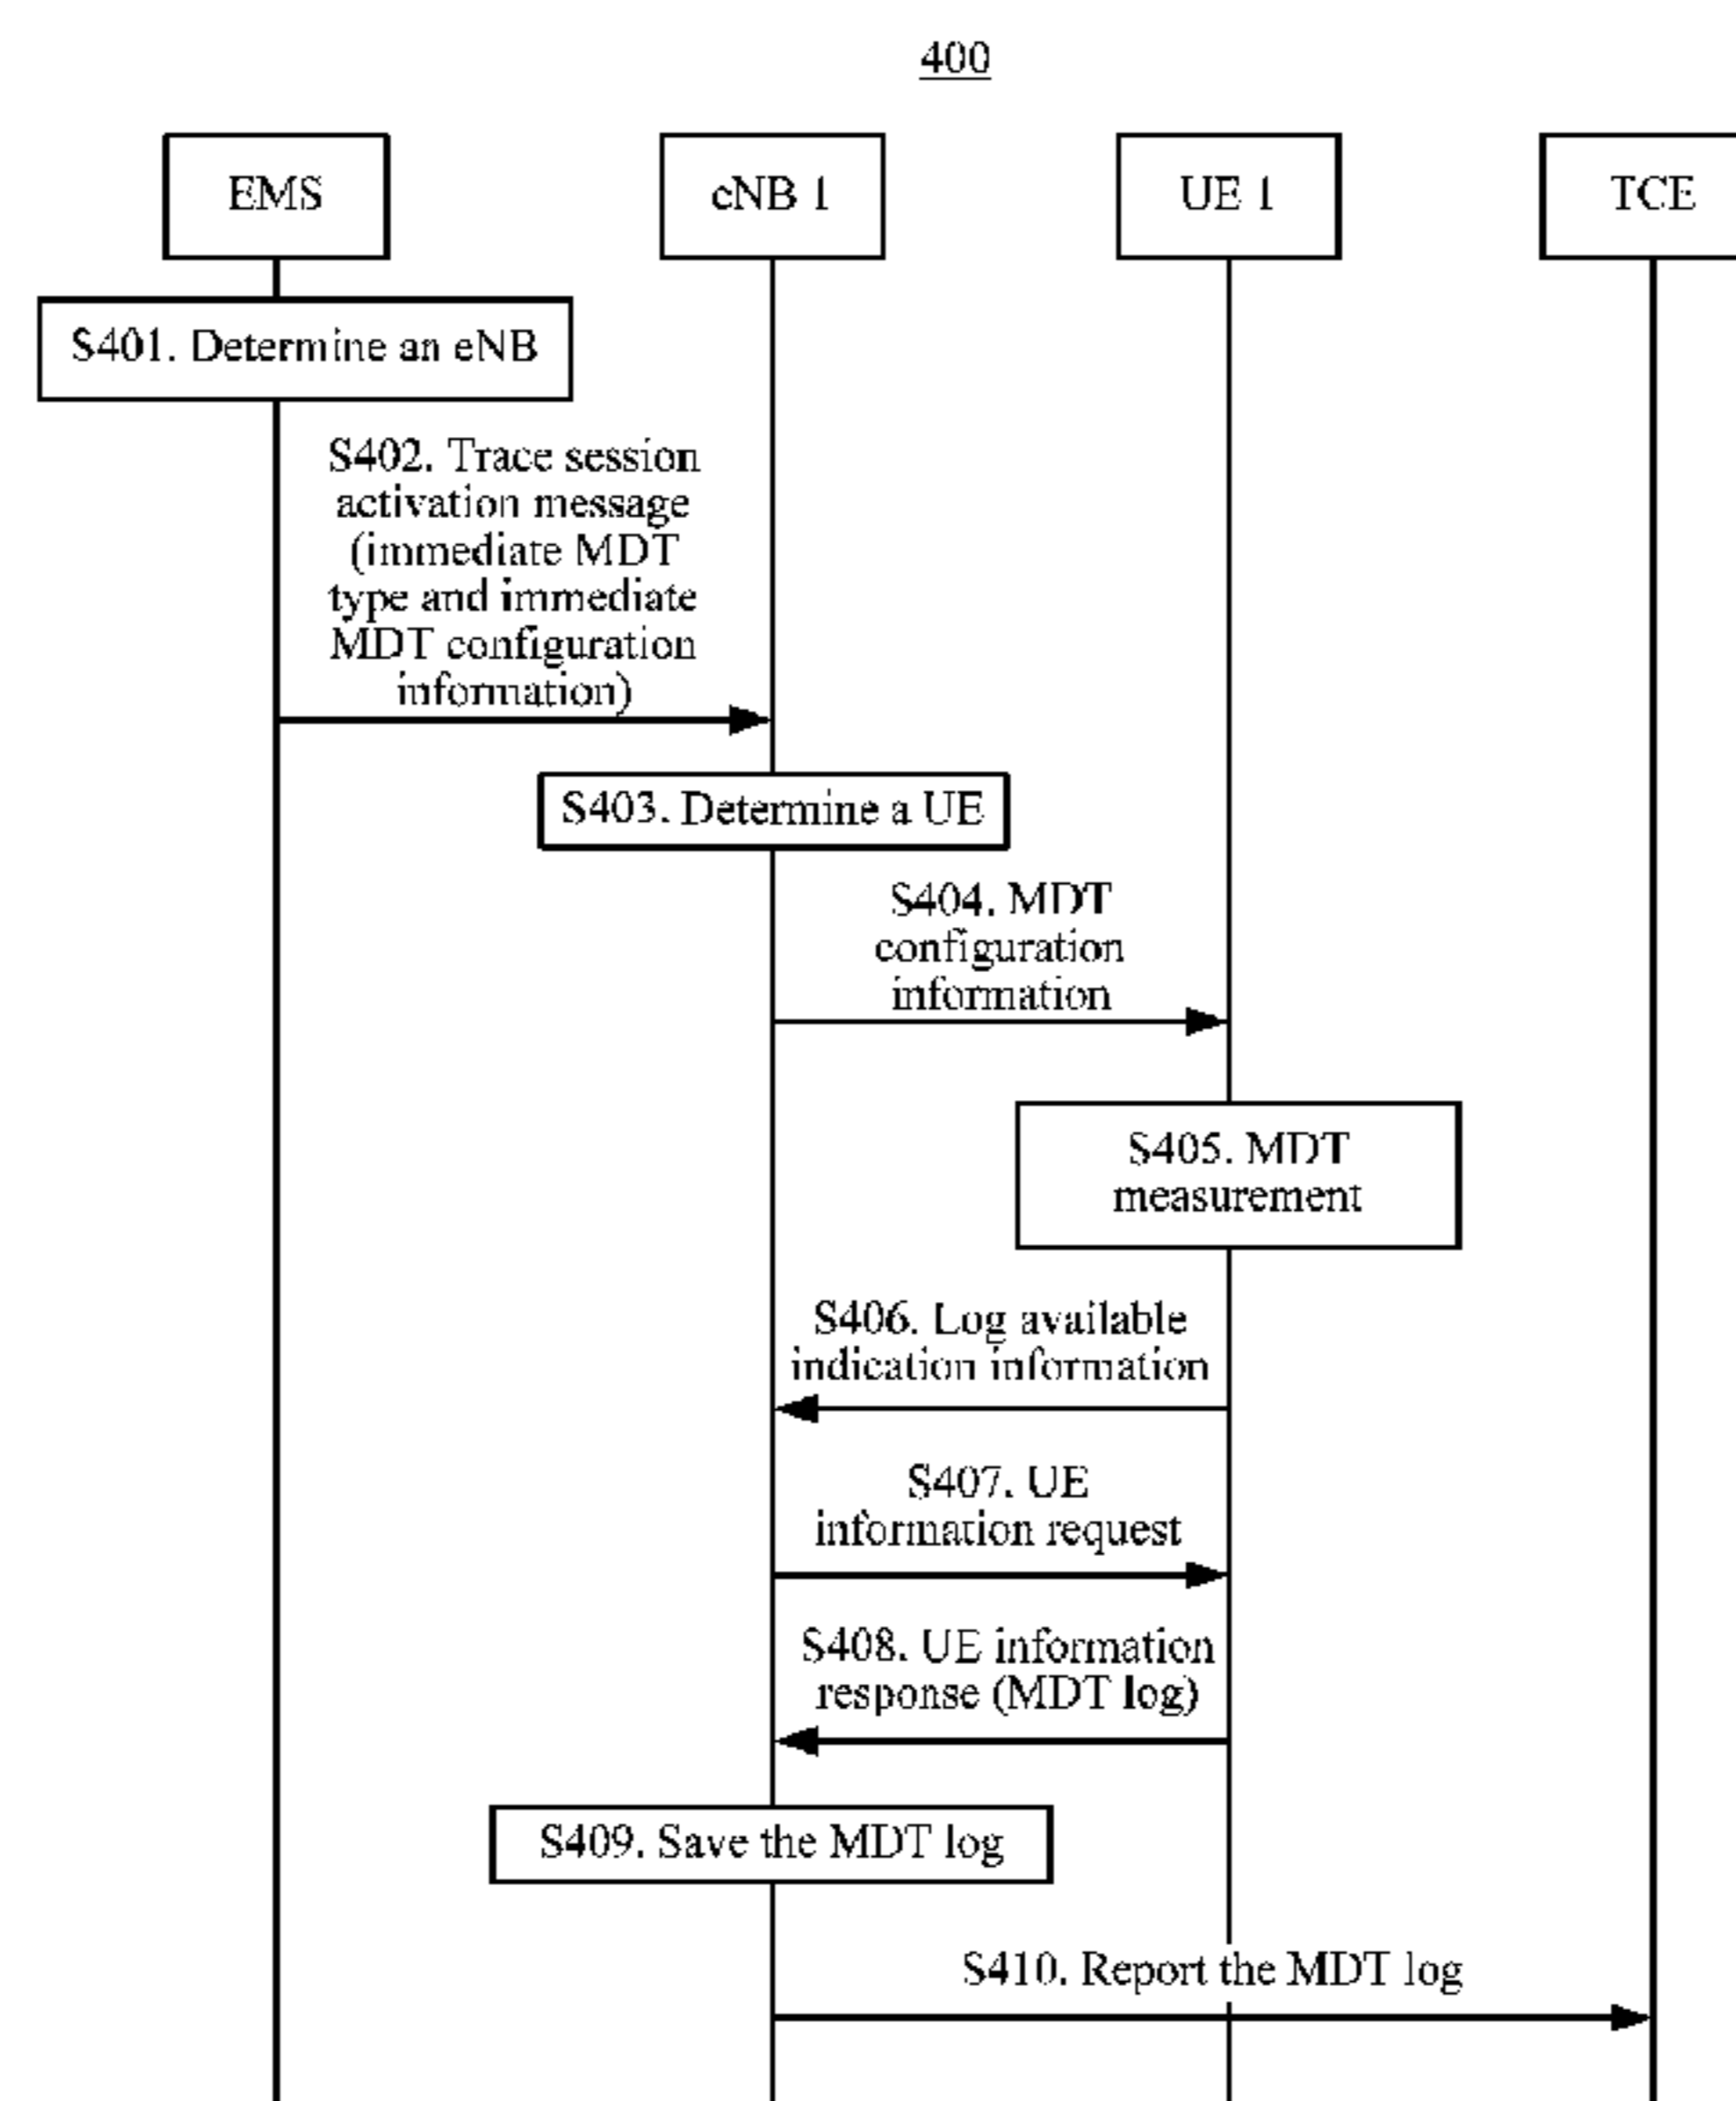 400
EMS
eNB 1
UE 1
TCE
S401. Determine an eNB
S402. Trace session
activation message
(immediate MDT
type and immediate
MDT configuration
information)
S403. Determine a UE
S404. MDT
configuration
information
S405. MDT
measurement
S406. Log available
indication information
S407. UE
information request
S408. UE information
response (MDT log)
S409. Save the MDT log
S410. Report the MDT log